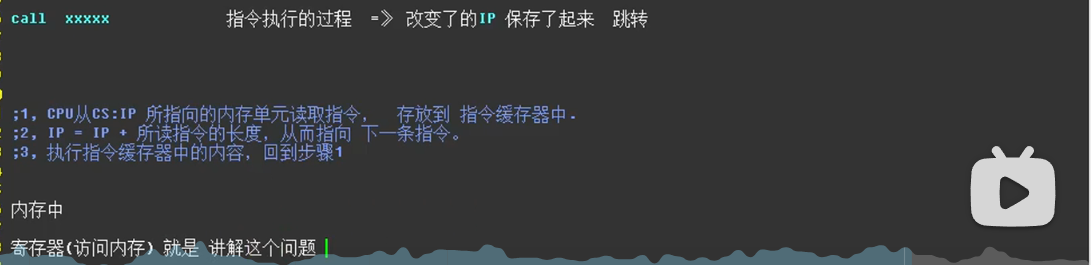 call xxxxx 指令执行的过程 =》 改变了的IP 保存了起来 跳转
;1, CPU从CS:IP 所指向的内存单元读取指令， 存放到 指令缓存器中.
;2, IP = IP + 所读指令的长度，从而指向 下一条指令。
;3, 执行指令缓存器中的内容，回到步骤1
内存中
寄存器(访问内存) 就是 讲解这个问题